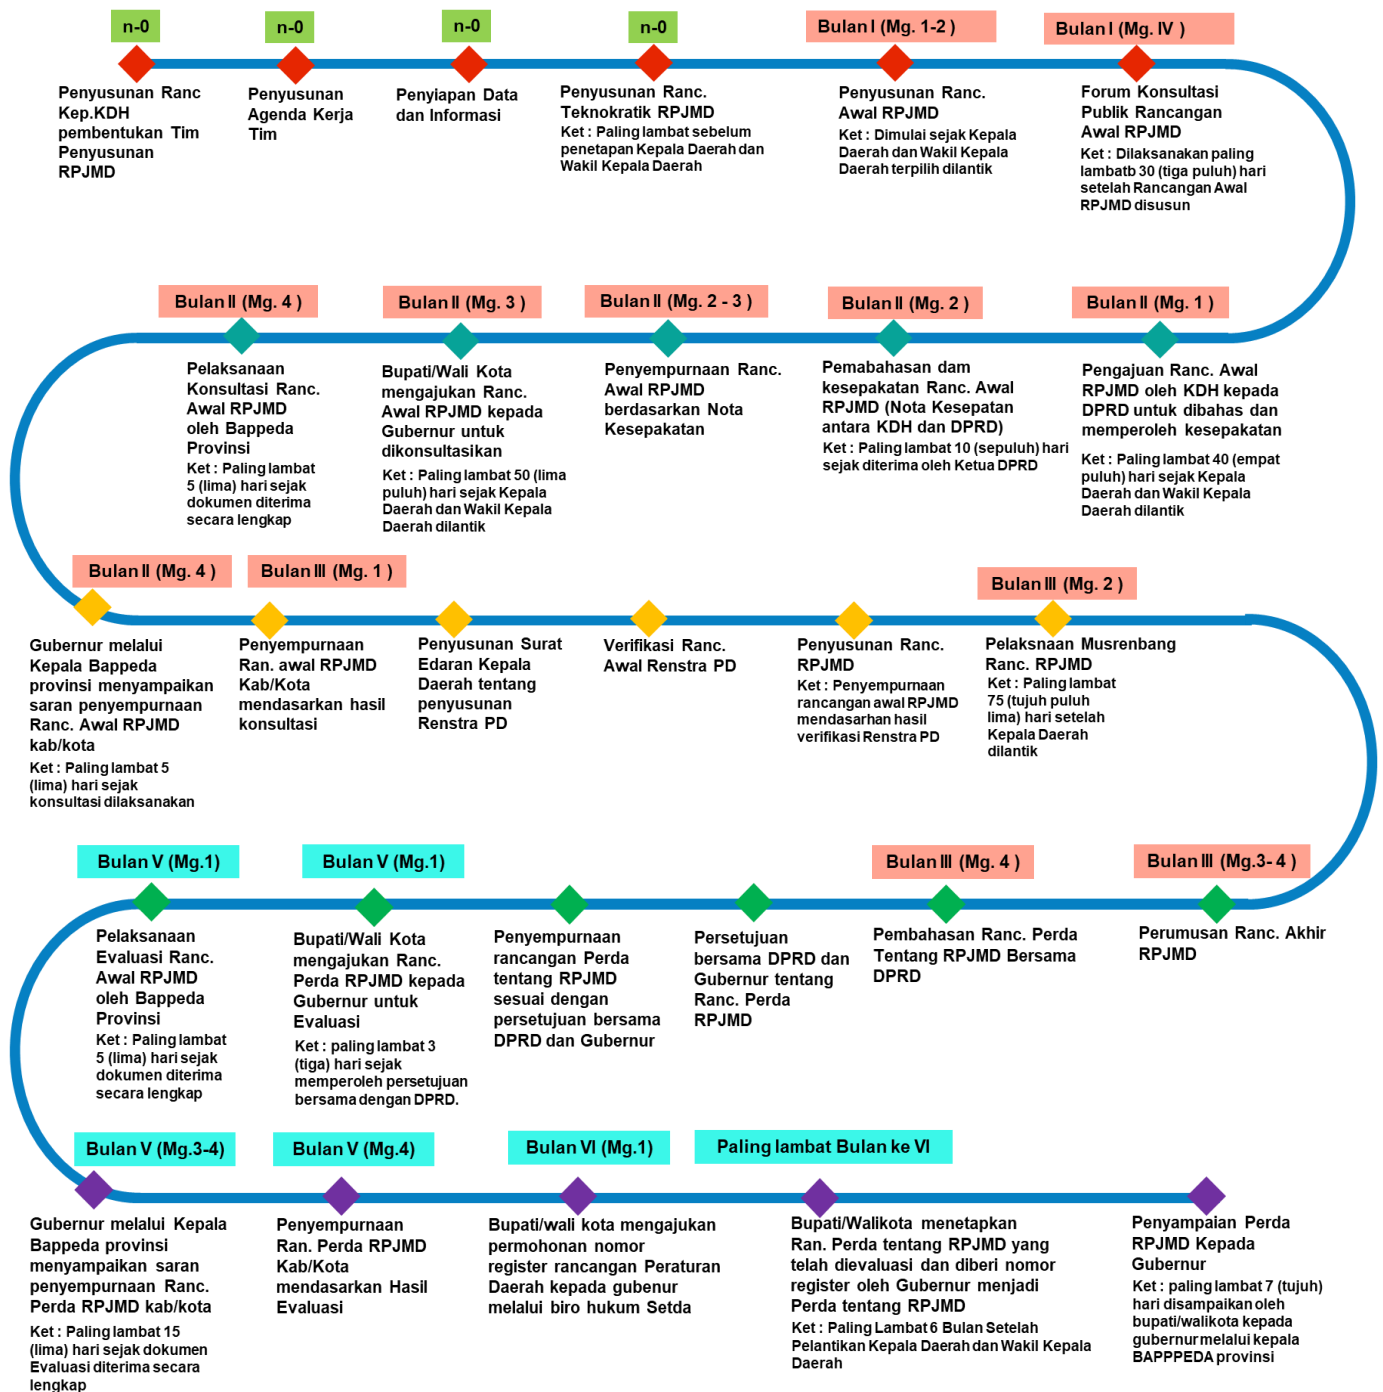 n-0
Penyusunan Ranc
Kep.KDH
pembentukan Tim
Penyusunan
RPJMD
n-0
Penyusunan
Agenda Kerja
Tim
n-0
Penyiapan Data
dan Informasi
n-0
Penyusunan Ranc.
Teknokratik RPJMD
Ket : Paling lambat sebelum
penetapan Kepala Daerah dan
Wakil Kepala Daerah
Bulan I (Mg. 1-2 )
Penyusunan Ranc.
Awal RPJMD
Ket : Dimulai sejak Kepala
Daerah dan Wakil Kepala
Daerah terpilih dilantik
Bulan I (Mg. IV )
Forum Konsultasi
Publik Rancangan
Awal RPJMD
Ket : Dilaksanakan paling
lambatb 30 (tiga puluh) hari
setelah Rancangan Awal
RPJMD disusun
Bulan II (Mg. 4 )
Pelaksanaan
Konsultasi Ranc.
Awal RPJMD
oleh Bappeda
Provinsi
Ket : Paling lambat
5 (lima) hari sejak
dokumen diterima
secara lengkap
Bulan II (Mg. 3 )
Bupati/Wali Kota
mengajukan Ranc.
Awal RPJMD kepada
Gubernur untuk
dikonsultasikan
Ket : Paling lambat 50 (lima
puluh) hari sejak Kepala
Daerah dan Wakil Kepala
Daerah dilantik
Bulan II (Mg. 2 - 3 )
Penyempurnaan Ranc.
Awal RPJMD
berdasarkan Nota
Kesepakatan
Bulan II (Mg. 2 )
Pemabahasan dam
kesepakatan Ranc. Awal
RPJMD (Nota Kesepatan
antara KDH dan DPRD)
Ket : Paling lambat 10 (sepuluh) hari
sejak diterima oleh Ketua DPRD
Bulan II (Mg. 1 )
Pengajuan Ranc. Awal
RPJMD oleh KDH kepada
DPRD untuk dibahas dan
memperoleh kesepakatan
Ket : Paling lambat 40 (empat
puluh) hari sejak Kepala
Daerah dan Wakil Kepala
Daerah dilantik
Bulan II (Mg. 4 )
Gubernur melalui
Kepala Bappeda
provinsi menyampaikan
saran penyempurnaan
Ranc. Awal RPJMD
kab/kota
Ket : Paling lambat 5
(lima) hari sejak
konsultasi dilaksanakan
Bulan III (Mg. 1 )
Penyempurnaan
Ran. awal RPJMD
Kab/Kota
mendasarkan hasil
konsultasi
Penyusunan Surat
Edaran Kepala
Daerah tentang
penyusunan
Renstra PD
Verifikasi Ranc.
Awal Renstra PD
Penyusunan Ranc.
RPJMD
Ket : Penyempurnaan
rancangan awal RPJMD
mendasarhan hasil
verifikasi Renstra PD
Bulan III (Mg. 2 )
Pelaksnaan Musrenbang
Ranc. RPJMD
Ket : Paling lambat
75 (tujuh puluh
lima) hari setelah
Kepala Daerah
dilantik
Bulan V (Mg.1)
Pelaksanaan
Evaluasi Ranc.
Awal RPJMD
oleh Bappeda
Provinsi
Ket : Paling lambat
5 (lima) hari sejak
dokumen diterima
secara lengkap
Bulan V (Mg.1)
Bupati/Wali Kota
mengajukan Ranc.
Perda RPJMD kepada
Gubernur untuk
Evaluasi
Ket : paling lambat 3
(tiga) hari sejak
memperoleh persetujuan
bersama dengan DPRD.
Penyempurnaan
rancangan Perda
tentang RPJMD
sesuai dengan
persetujuan bersama
DPRD dan Gubernur
Persetujuan
bersama DPRD dan
Gubernur tentang
Ranc. Perda
RPJMD
Bulan III (Mg. 4 )
Pembahasan Ranc. Perda
Tentang RPJMD Bersama
DPRD
Bulan III (Mg.3- 4 )
Perumusan Ranc. Akhir
RPJMD
Bulan V (Mg.3-4)
Gubernur melalui Kepala
Bappeda provinsi
menyampaikan saran
penyempurnaan Ranc.
Perda RPJMD kab/kota
Ket : Paling lambat 15
(lima) hari sejak dokumen
Evaluasi diterima secara
lengkap
Bulan V (Mg.4)
Penyempurnaan
Ran. Perda RPJMD
Kab/Kota
mendasarkan Hasil
Evaluasi
Bulan VI (Mg.1)
Bupati/wali kota mengajukan
permohonan nomor
register rancangan Peraturan
Daerah kepada gubenur
melalui biro hukum Setda
Paling lambat Bulan ke VI
Bupati/Walikota menetapkan
Ran. Perda tentang RPJMD yang
telah dievaluasi dan diberi nomor
register oleh Gubernur menjadi
Perda tentang RPJMD
Ket : Paling Lambat 6 Bulan Setelah
Pelantikan Kepala Daerah dan Wakil Kepala
Daerah
Penyampaian Perda
RPJMD Kepada
Gubernur
Ket : paling lambat 7 (tujuh)
hari disampaikan oleh
bupati/walikota kepada
gubernur melalui kepala
BAPPPEDA provinsi